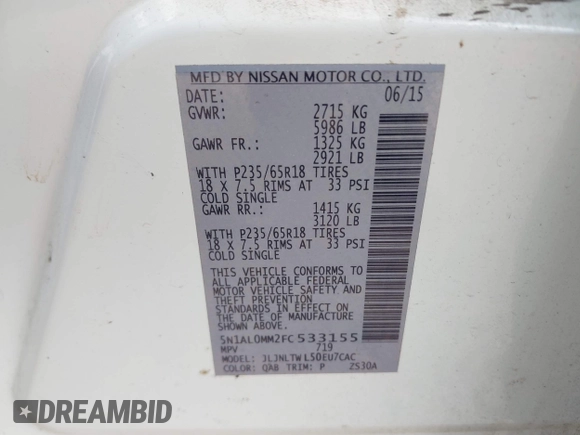 MFD BY NISSAN MOTOR CO., LTD.
DATE: 06/15
GVWR: 2715 KG
5986 LB
GAWR FR.: 1325 KG
2921 LB
WITH P235/65R18 TIRES
18 X 7.5 RIMS AT 33 PSI
COLD SINGLE
GAWR RR.: 1415 KG
3120 LB
WITH P235/65R18 TIRES
18 X 7.5 RIMS AT 33 PSI
COLD SINGLE
THIS VEHICLE CONFORMS TO
ALL APPLICABLE FEDERAL
MOTOR VEHICLE SAFETY AND
THEFT PREVENTION
STANDARDS IN EFFECT ON
THE DATE OF MANUFACTURE
SHOWN ABOVE.
5N1AL0MM2FC533155
MPV 719
MODEL: JLJNLTWL50EU7CAC
COLOR: QAB TRIM: P ZS30A
DREAMBID
dreambid.com